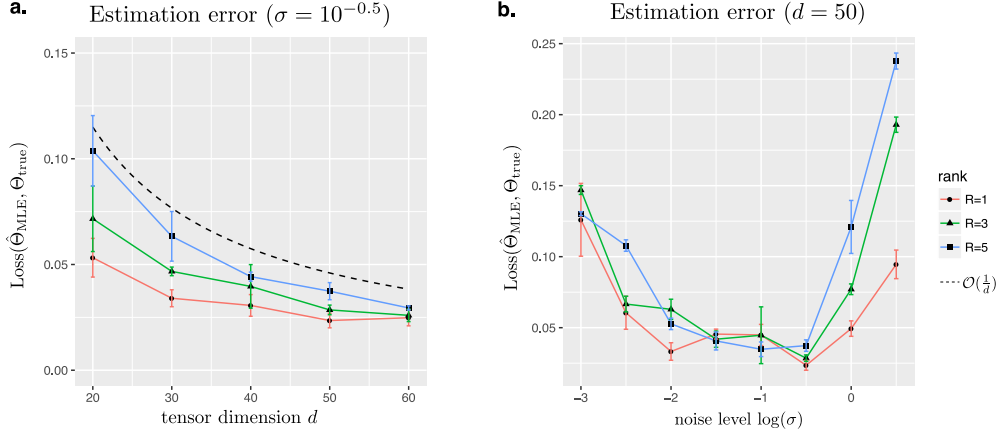 a.
Estimation error (σ = 10^{-0.5})
Loss(Θ̂_MLE, Θ_true)
0.15
0.10
0.05
0.00
20 30 40 50 60
tensor dimension d
b.
Estimation error (d = 50)
Loss(Θ̂_MLE, Θ_true)
0.25
0.20
0.15
0.10
0.05
−3 −2 −1 0
noise level log(σ)
rank
R=1
R=3
R=5
𝒪(1/d)